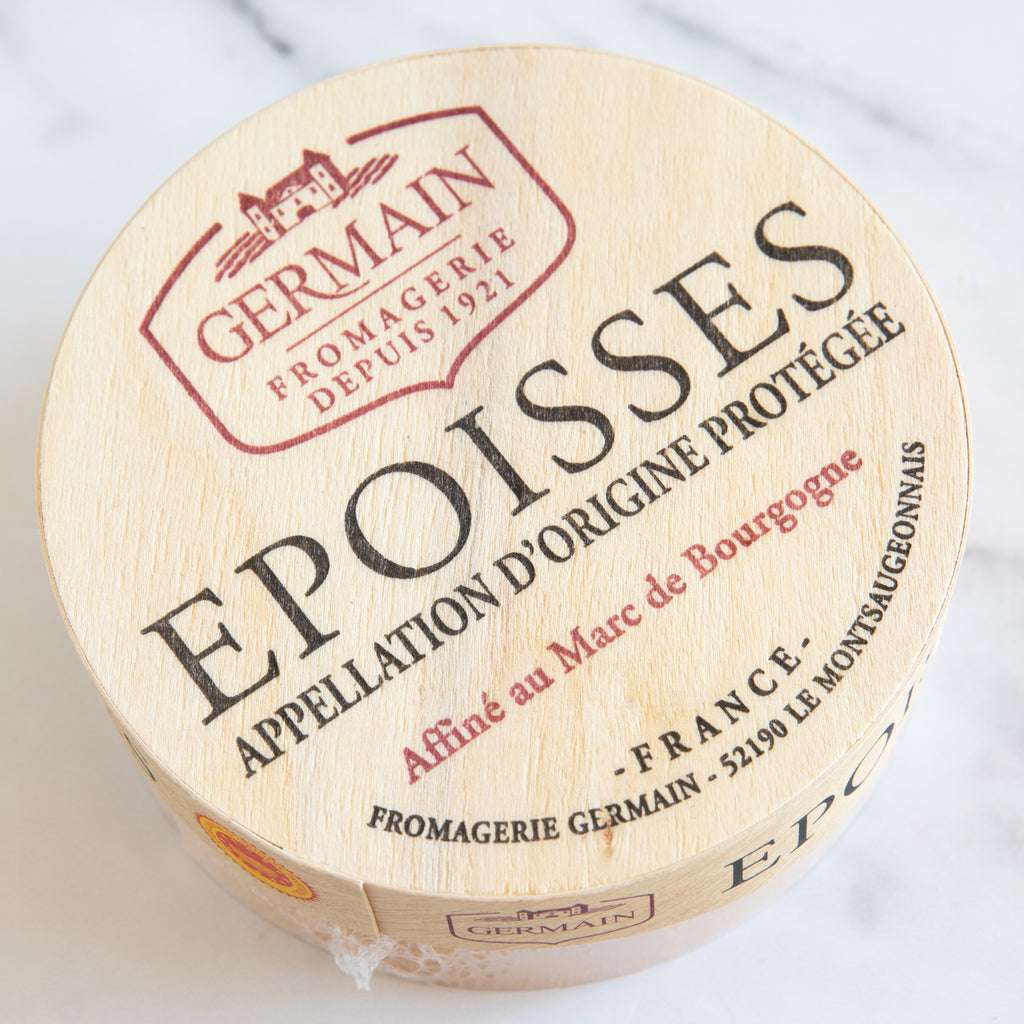 GERMAIN
FROMAGERIE
DEPUIS 1921
EPOISSES
APPELLATION D'ORIGINE PROTÉGÉE
Affiné au Marc de Bourgogne
- FRANCE -
FROMAGERIE GERMAIN - 52190 LE MONTSAUGEONNAIS
GERMAIN